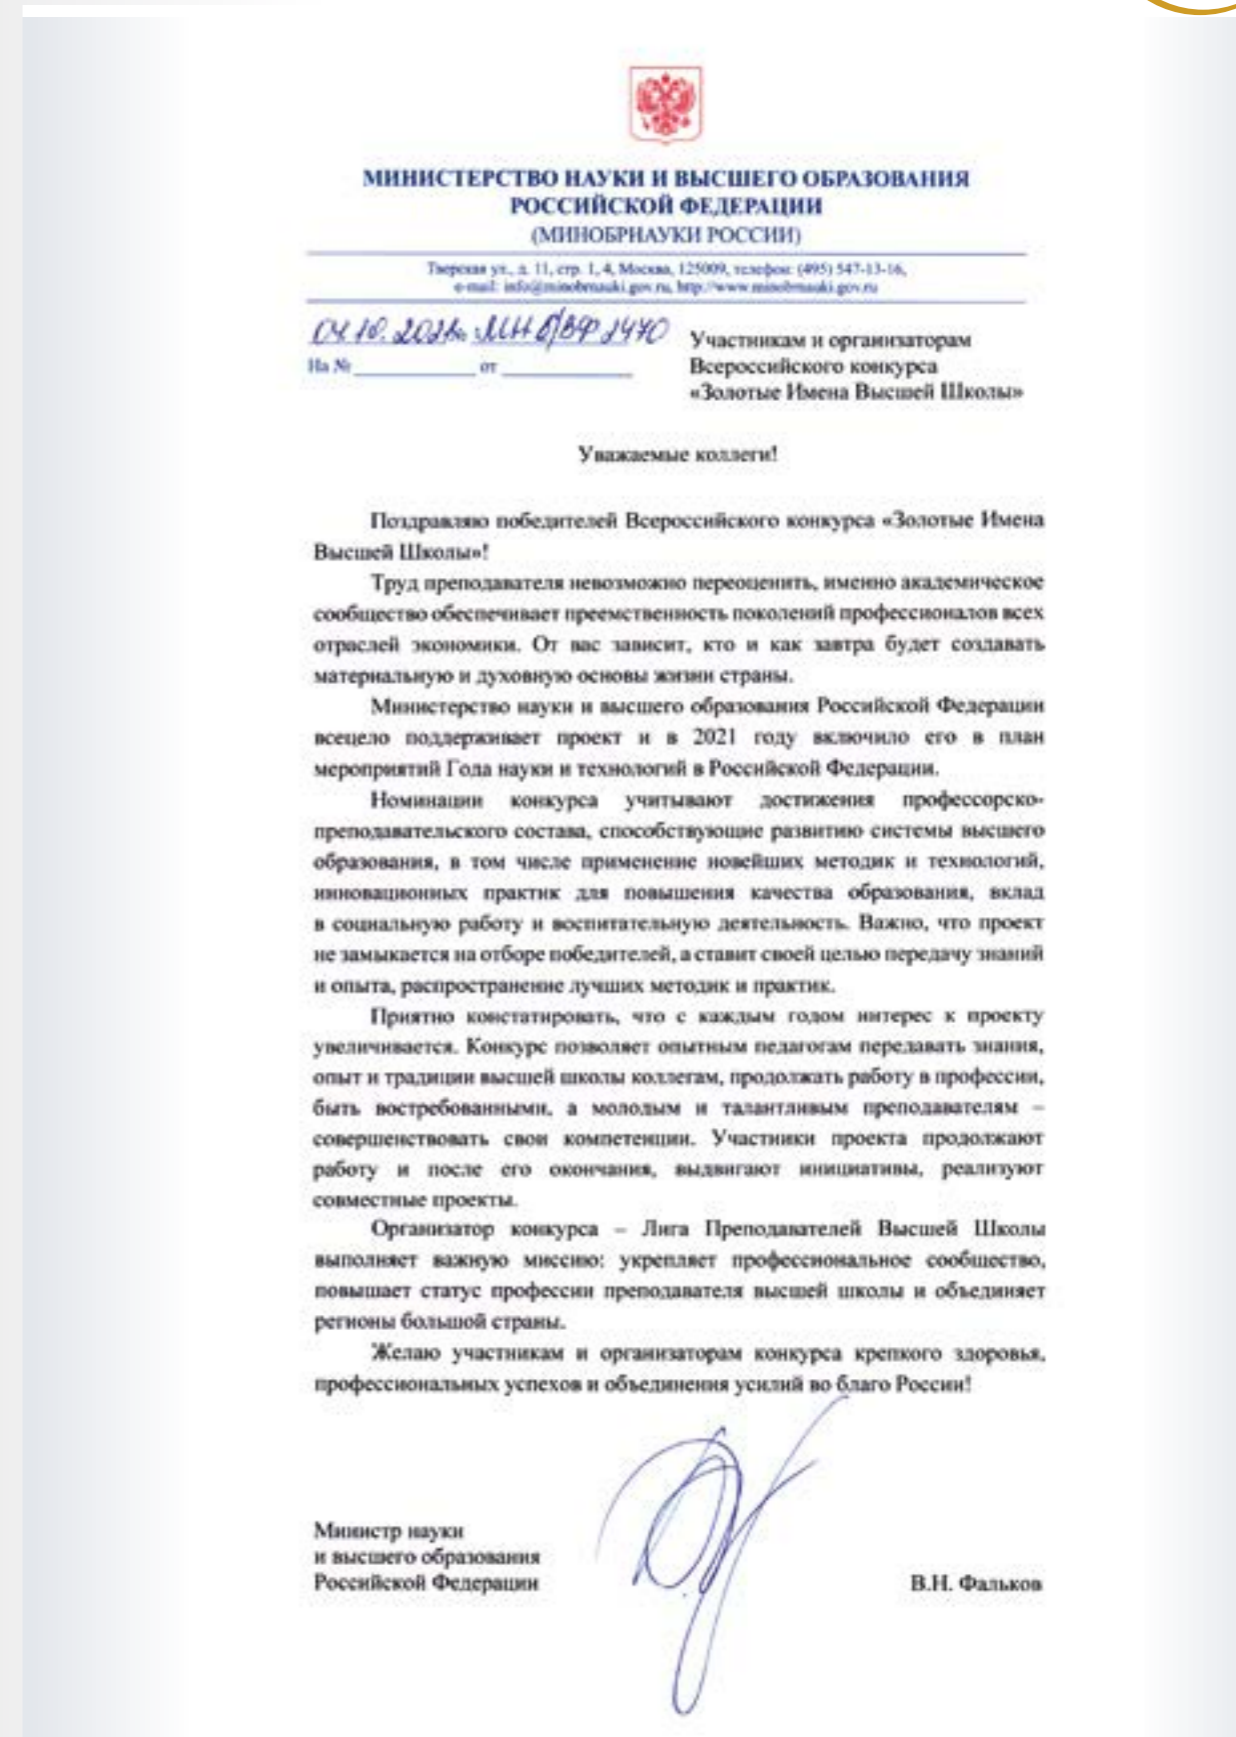 МИНИСТЕРСТВО НАУКИ И ВЫСШЕГО ОБРАЗОВАНИЯ
РОССИЙСКОЙ ФЕДЕРАЦИИ
(МИНОБРНАУКИ РОССИИ)
Тверская ул., д. 11, стр. 1, 4, Москва, 125009, телефон: (495) 547-13-16,
e-mail: info@minobrnauki.gov.ru, http://www.minobrnauki.gov.ru
04.10.2021 № МН-6/ВФ 1470
На № от
Участникам и организаторам
Всероссийского конкурса
«Золотые Имена Высшей Школы»
Уважаемые коллеги!
Поздравляю победителей Всероссийского конкурса «Золотые Имена
Высшей Школы»!
Труд преподавателя невозможно переоценить, именно академическое
сообщество обеспечивает преемственность поколений профессионалов всех
отраслей экономики. От вас зависит, кто и как завтра будет создавать
материальную и духовную основы жизни страны.
Министерство науки и высшего образования Российской Федерации
всецело поддерживает проект и в 2021 году включило его в план
мероприятий Года науки и технологий в Российской Федерации.
Номинации конкурса учитывают достижения профессорско-
преподавательского состава, способствующие развитию системы высшего
образования, в том числе применение новейших методик и технологий,
инновационных практик для повышения качества образования, вклад
в социальную работу и воспитательную деятельность. Важно, что проект
не замыкается на отборе победителей, а ставит своей целью передачу знаний
и опыта, распространение лучших методик и практик.
Приятно констатировать, что с каждым годом интерес к проекту
увеличивается. Конкурс позволяет опытным педагогам передавать знания,
опыт и традиции высшей школы коллегам, продолжать работу в профессии,
быть востребованными, а молодым и талантливым преподавателям –
совершенствовать свои компетенции. Участники проекта продолжают
работу и после его окончания, выдвигают инициативы, реализуют
совместные проекты.
Организатор конкурса – Лига Преподавателей Высшей Школы
выполняет важную миссию: укрепляет профессиональное сообщество,
повышает статус профессии преподавателя высшей школы и объединяет
регионы большой страны.
Желаю участникам и организаторам конкурса крепкого здоровья,
профессиональных успехов и объединения усилий во благо России!
Министр науки
и высшего образования
Российской Федерации
В.Н. Фальков